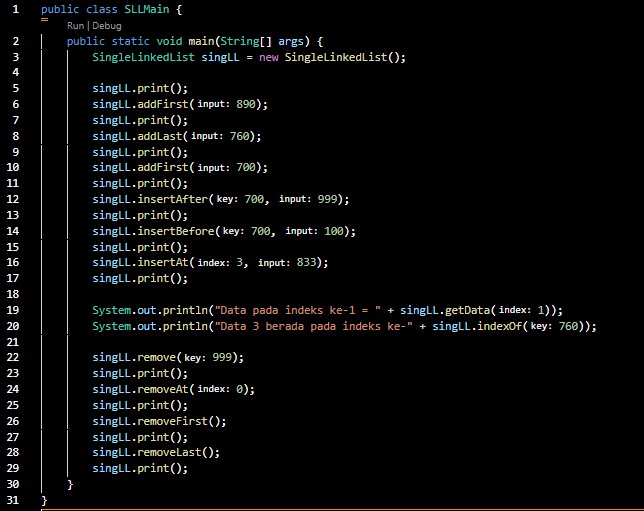 1 public class SLLMain {
Run | Debug
2 public static void main(String[] args) {
3 SingleLinkedList singLL = new SingleLinkedList();
4
5 singLL.print();
6 singLL.addFirst(input: 890);
7 singLL.print();
8 singLL.addLast(input: 760);
9 singLL.print();
10 singLL.addFirst(input: 700);
11 singLL.print();
12 singLL.insertAfter(key: 700, input: 999);
13 singLL.print();
14 singLL.insertBefore(key: 700, input: 100);
15 singLL.print();
16 singLL.insertAt(index: 3, input: 833);
17 singLL.print();
18
19 System.out.println("Data pada indeks ke-1 = " + singLL.getData(index: 1));
20 System.out.println("Data 3 berada pada indeks ke-" + singLL.indexOf(key: 760));
21
22 singLL.remove(key: 999);
23 singLL.print();
24 singLL.removeAt(index: 0);
25 singLL.print();
26 singLL.removeFirst();
27 singLL.print();
28 singLL.removeLast();
29 singLL.print();
30 }
31 }